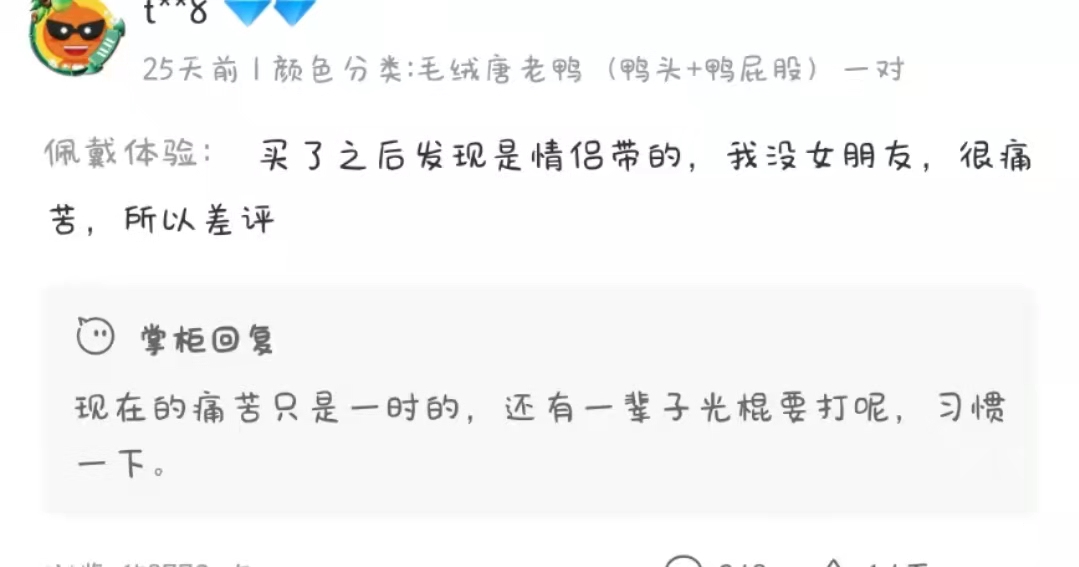 t**8
25天前 | 颜色分类:毛绒唐老鸭（鸭头+鸭屁股）一对
佩戴体验： 买了之后发现是情侣带的，我没女朋友，很痛
苦，所以差评
掌柜回复
现在的痛苦只是一时的，还有一辈子光棍要打呢，习惯
一下。